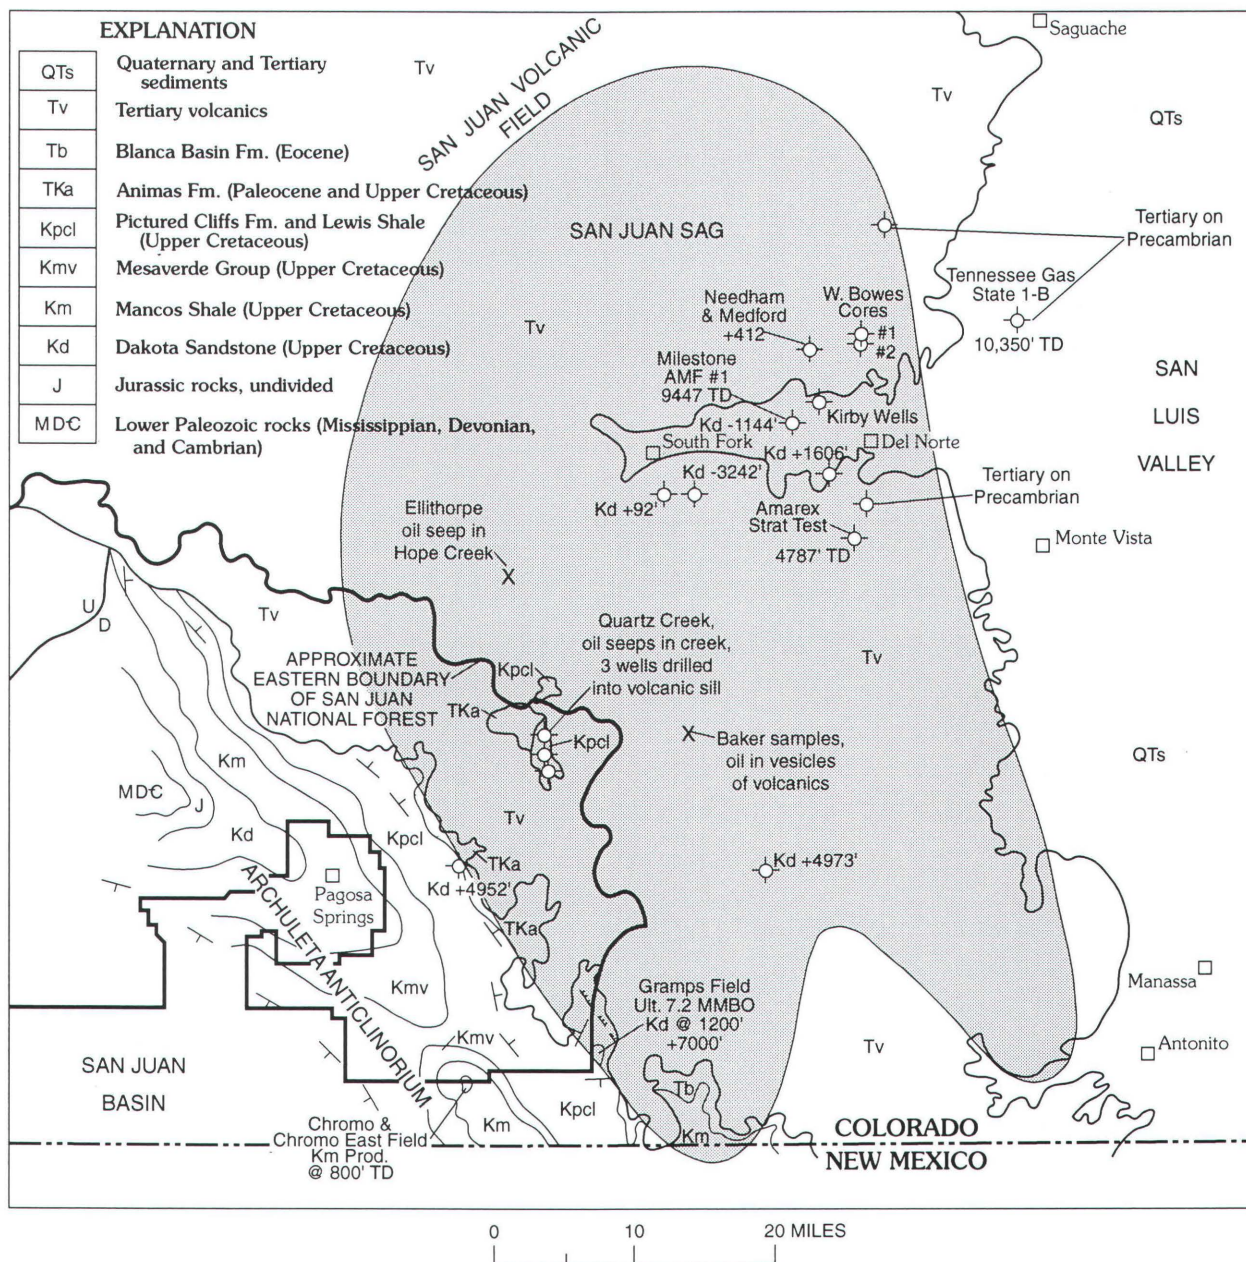 EXPLANATION
QTs
Quaternary and Tertiary
sediments
Tv
Tertiary volcanics
Tb
Blanca Basin Fm. (Eocene)
TKa
Animas Fm. (Paleocene and Upper Cretaceous)
Kpcl
Pictured Cliffs Fm. and Lewis Shale
(Upper Cretaceous)
Kmv
Mesaverde Group (Upper Cretaceous)
Km
Mancos Shale (Upper Cretaceous)
Kd
Dakota Sandstone (Upper Cretaceous)
J
Jurassic rocks, undivided
MDЄ
Lower Paleozoic rocks (Mississippian, Devonian,
and Cambrian)
Tv
SAN JUAN VOLCANIC
FIELD
Saguache
Tv
QTs
SAN JUAN SAG
Tertiary on
Precambrian
Tennessee Gas
State 1-B
10,350' TD
Needham
& Medford
+412
W. Bowes
Cores
#1
#2
Tv
Milestone
AMF #1
9447 TD
Kd -1144'
Kirby Wells
SAN
LUIS
VALLEY
South Fork
Kd +1606'
Del Norte
Kd -3242'
Kd +92'
Tertiary on
Precambrian
Amarex
Strat Test
4787' TD
Monte Vista
Ellithorpe
oil seep in
Hope Creek
X
U
D
Tv
Quartz Creek,
oil seeps in creek,
3 wells drilled
into volcanic sill
Tv
APPROXIMATE
EASTERN BOUNDARY
OF SAN JUAN
NATIONAL FOREST
Kpcl
TKa
Kpcl
X
Baker samples,
oil in vesicles
of volcanics
QTs
Km
MDЄ
J
Kd
Kpcl
Tv
TKa
Kd +4952'
Kd +4973'
Pagosa
Springs
TKa
ARCHULETA ANTICLINORIUM
Kmv
Gramps Field
Ult. 7.2 MMBO
Kd @ 1200'
+7000'
Manassa
Kmv
Tv
Antonito
SAN JUAN
BASIN
Tb
Kpcl
Km
Km
Chromo &
Chromo East Field
Km Prod.
@ 800' TD
COLORADO
NEW MEXICO
0 10 20 MILES